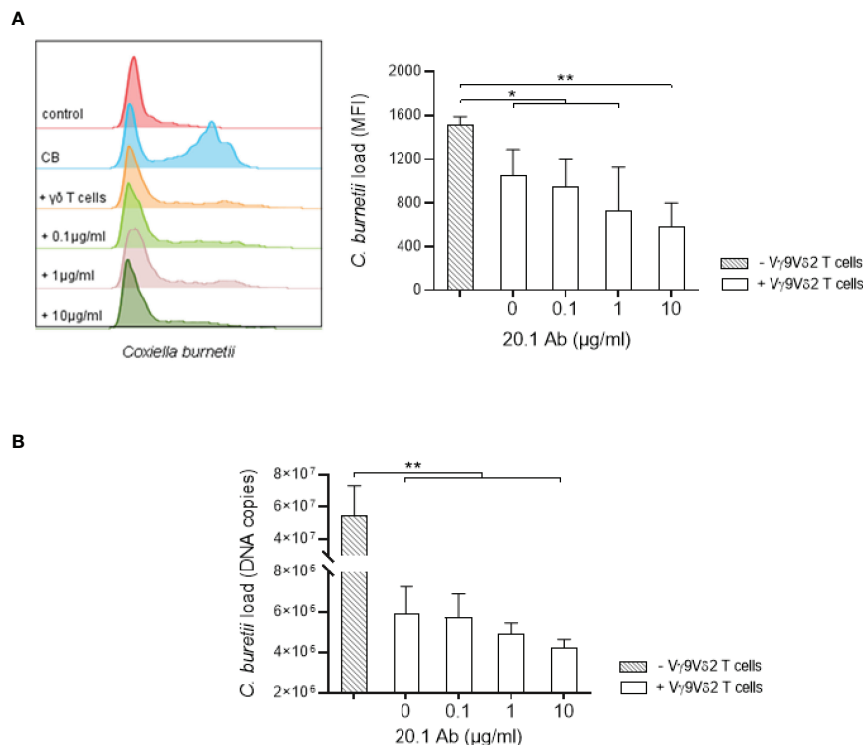 A
control
CB
+ γδ T cells
+ 0.1µg/ml
+ 1µg/ml
+ 10µg/ml
Coxiella burnetii
C. burnetii load (MFI)
2000
1600
1200
800
400
0
*
**
0 0.1 1 10
20.1 Ab (µg/ml)
- Vγ9Vδ2 T cells
+ Vγ9Vδ2 T cells
B
C. buretii load (DNA copies)
8×10⁷
6×10⁷
4×10⁷
8×10⁶
6×10⁶
4×10⁶
2×10⁶
**
0 0.1 1 10
20.1 Ab (µg/ml)
- Vγ9Vδ2 T cells
+ Vγ9Vδ2 T cells